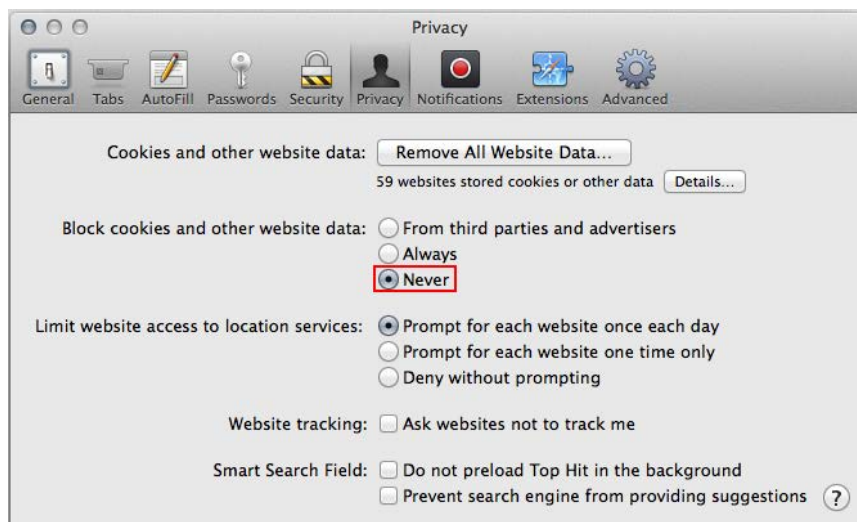 Privacy
General Tabs AutoFill Passwords Security Privacy Notifications Extensions Advanced
Cookies and other website data: Remove All Website Data...
59 websites stored cookies or other data Details...
Block cookies and other website data: From third parties and advertisers
Always
Never
Limit website access to location services: Prompt for each website once each day
Prompt for each website one time only
Deny without prompting
Website tracking: Ask websites not to track me
Smart Search Field: Do not preload Top Hit in the background
Prevent search engine from providing suggestions ?